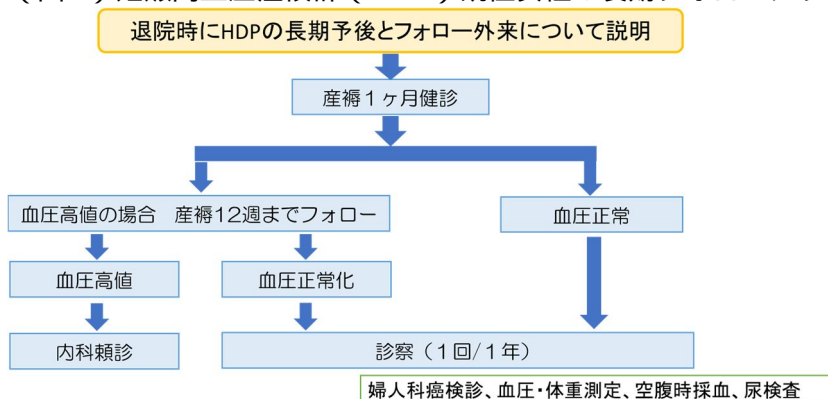 退院時にHDPの長期予後とフォロー外来について説明
産褥1ヶ月健診
血圧高値の場合　産褥12週までフォロー
血圧正常
血圧高値
血圧正常化
内科頼診
診察（1回/1年）
婦人科癌検診、血圧・体重測定、空腹時採血、尿検査